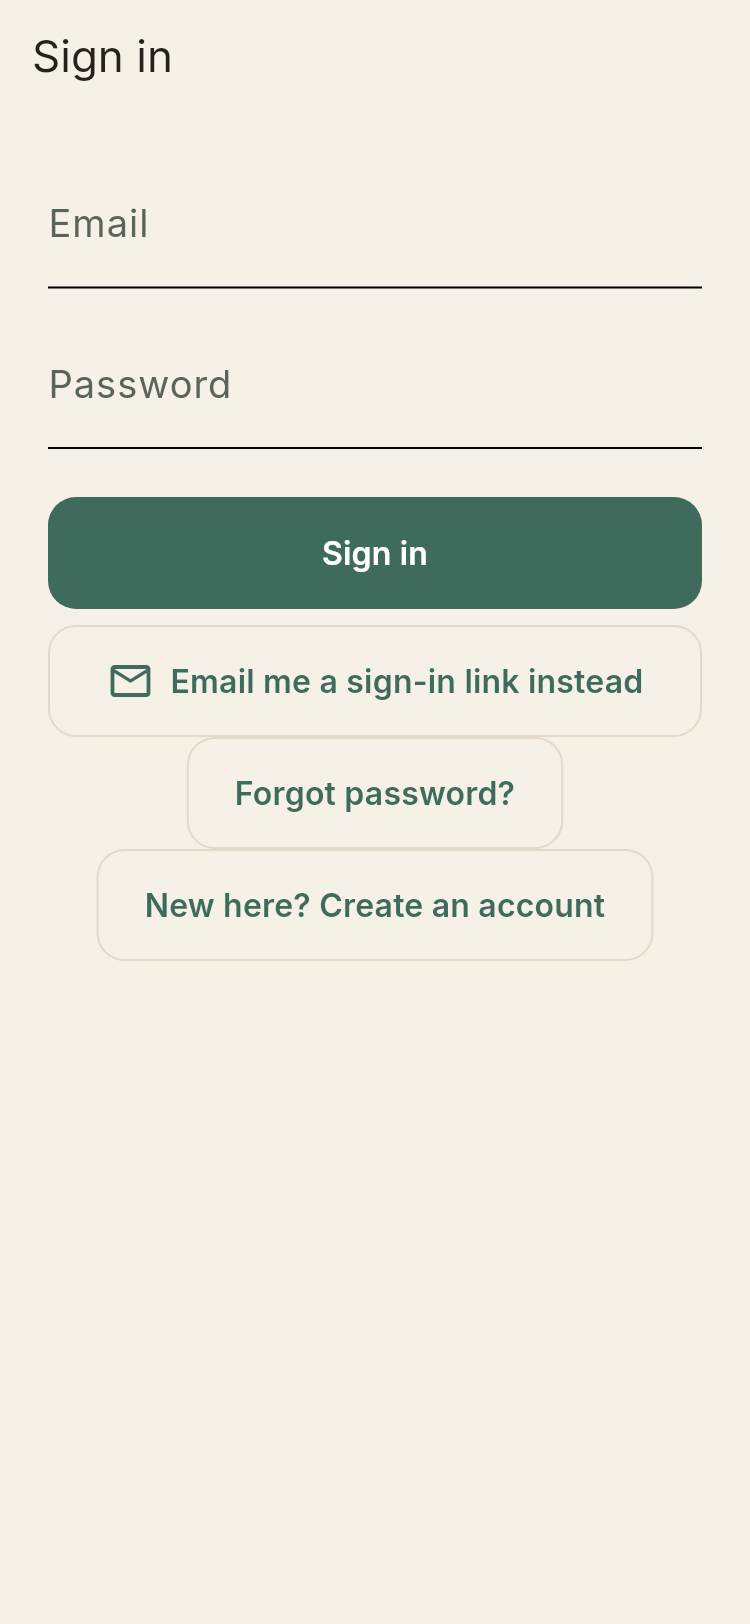 Sign in
Email
Password
Sign in
Email me a sign-in link instead
Forgot password?
New here? Create an account